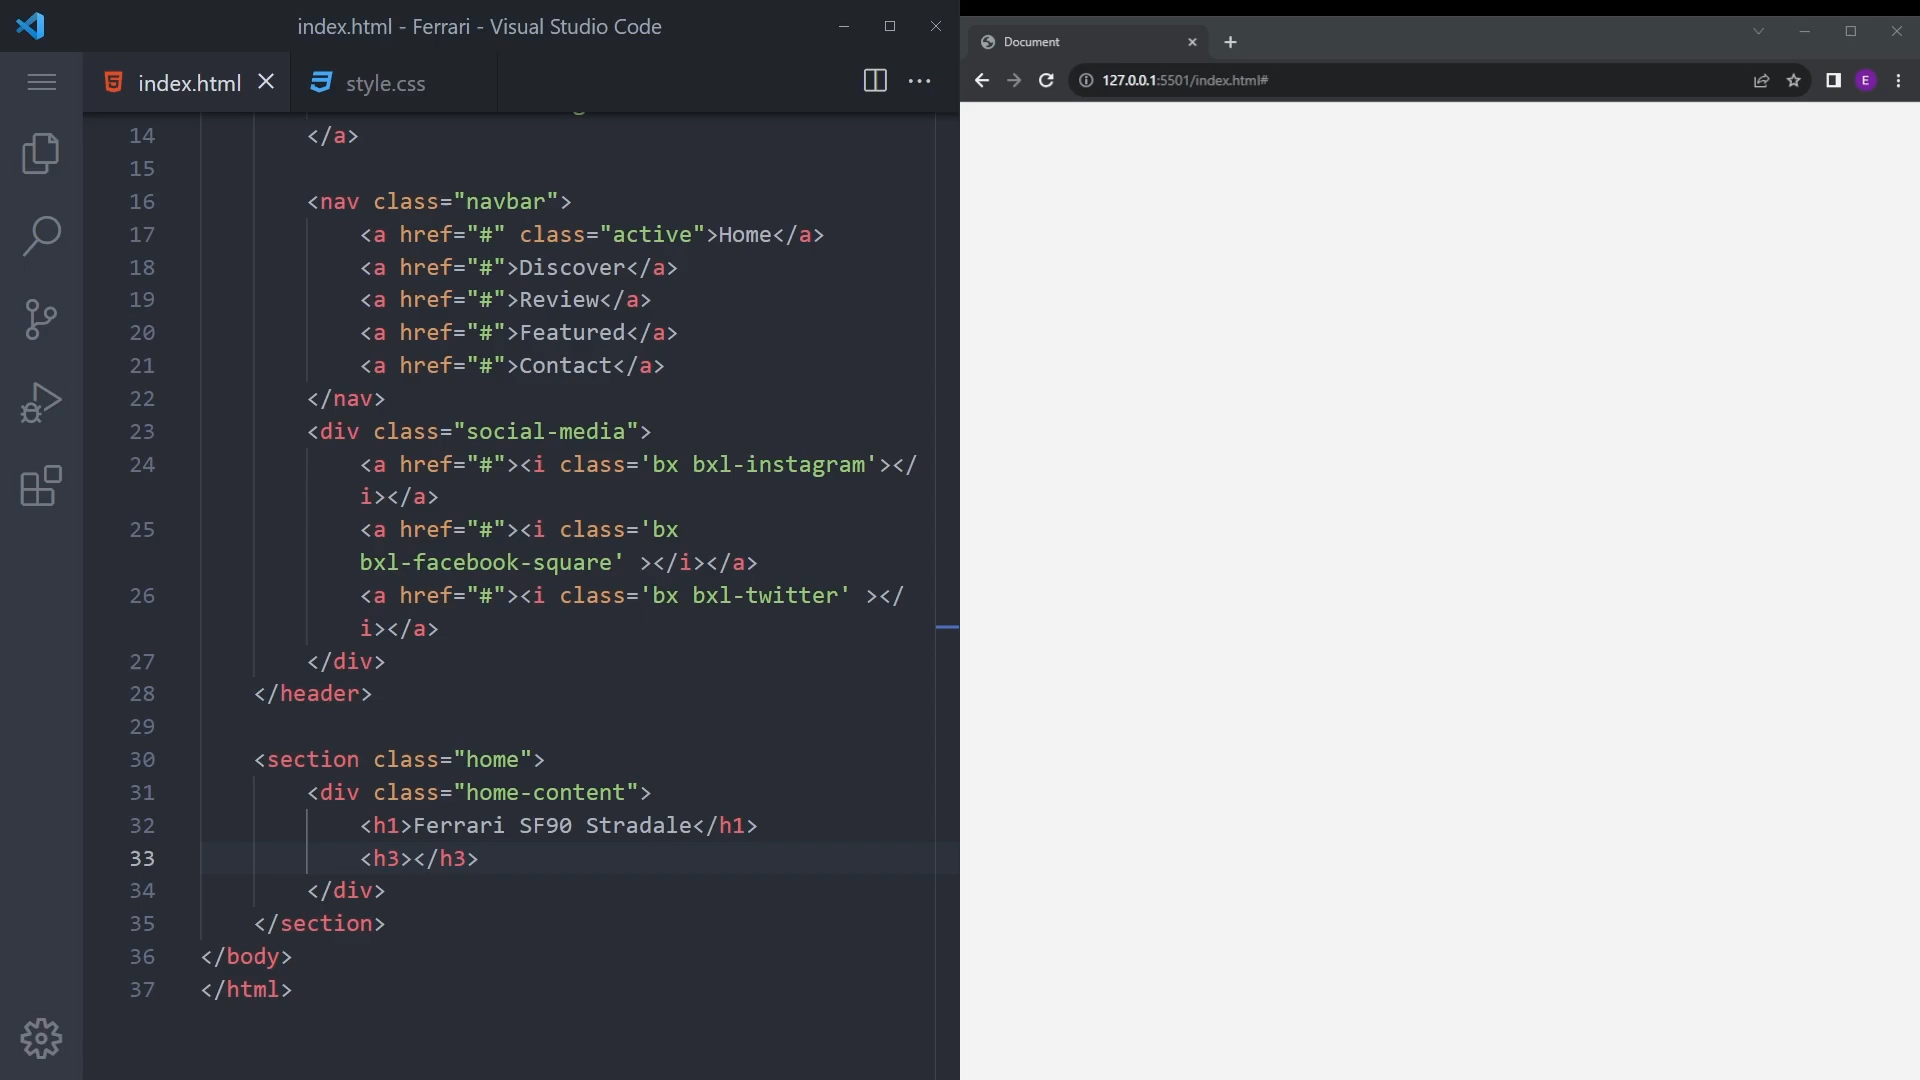 index.html - Ferrari - Visual Studio Code
index.html
style.css
14 </a>
15
16 <nav class="navbar">
17 <a href="#" class="active">Home</a>
18 <a href="#">Discover</a>
19 <a href="#">Review</a>
20 <a href="#">Featured</a>
21 <a href="#">Contact</a>
22 </nav>
23 <div class="social-media">
24 <a href="#"><i class='bx bxl-instagram'></
i></a>
25 <a href="#"><i class='bx
bxl-facebook-square' ></i></a>
26 <a href="#"><i class='bx bxl-twitter' ></
i></a>
27 </div>
28 </header>
29
30 <section class="home">
31 <div class="home-content">
32 <h1>Ferrari SF90 Stradale</h1>
33 <h3></h3>
34 </div>
35 </section>
36 </body>
37 </html>
Document
127.0.0.1:5501/index.html#
E